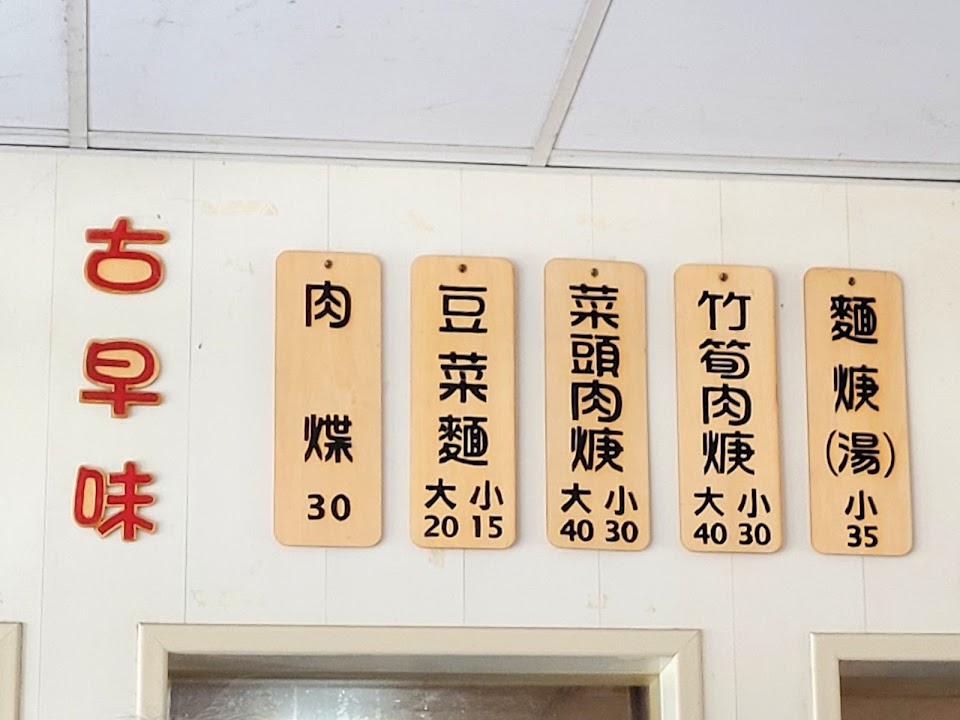 古早味
肉煠
30
豆菜麵
大 小
20 15
菜頭肉焿
大 小
40 30
竹筍肉焿
大 小
40 30
麵焿(湯)
小
35